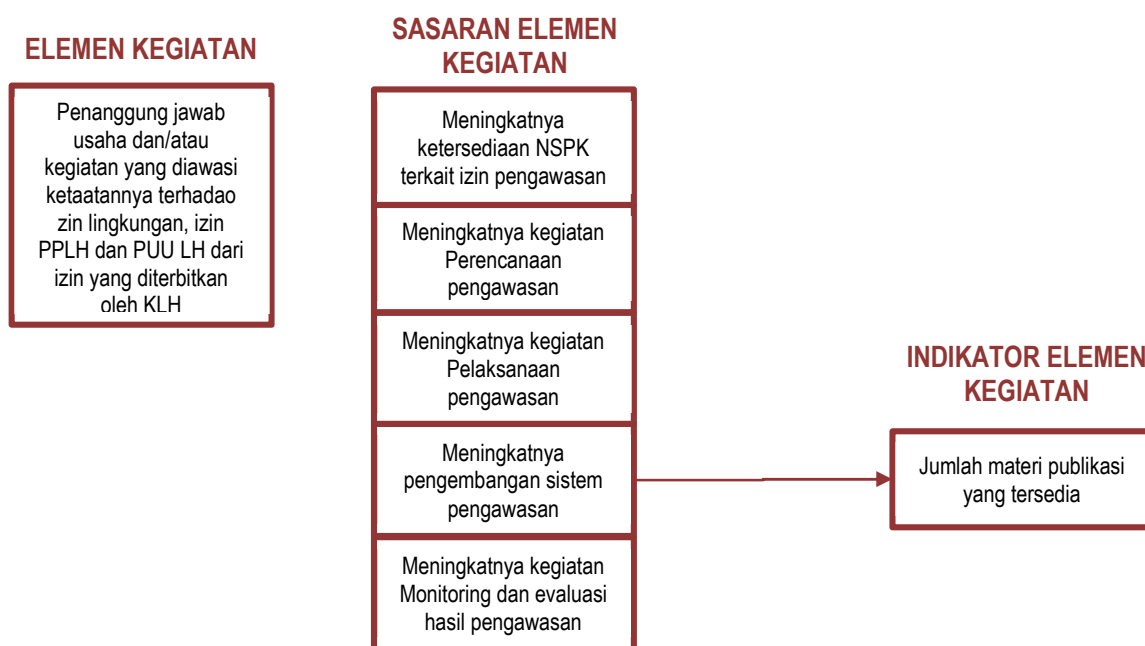 ELEMEN KEGIATAN
Penanggung jawab
usaha dan/atau
kegiatan yang diawasi
ketaatannya terhadao
zin lingkungan, izin
PPLH dan PUU LH dari
izin yang diterbitkan
oleh KLH
SASARAN ELEMEN
KEGIATAN
Meningkatnya
ketersediaan NSPK
terkait izin pengawasan
Meningkatnya kegiatan
Perencanaan
pengawasan
Meningkatnya kegiatan
Pelaksanaan
pengawasan
Meningkatnya
pengembangan sistem
pengawasan
Meningkatnya kegiatan
Monitoring dan evaluasi
hasil pengawasan
INDIKATOR ELEMEN
KEGIATAN
Jumlah materi publikasi
yang tersedia